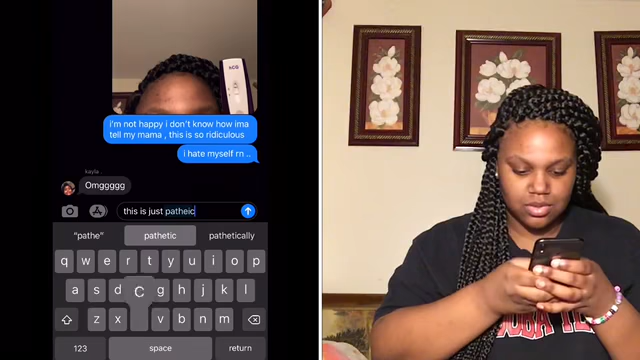 hCG
i'm not happy i don't know how ima
tell my mama , this is so ridiculous
i hate myself rn ..
kayla .
Omggggg
this is just patheic
"pathe" pathetic pathetically
q w e r t y u i o p
a s d C g h j k l
z x v b n m
123 space return